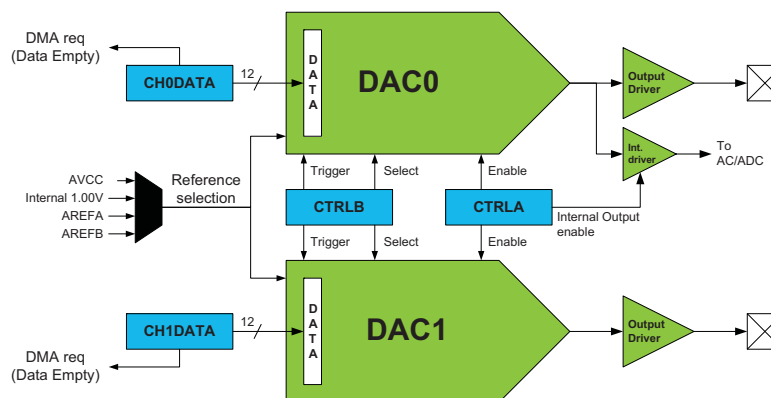 DMA req
(Data Empty)
CH0DATA
12
DATA
DAC0
Output
Driver
Int.
driver
To
AC/ADC
Trigger
Select
Enable
AVCC
Internal 1.00V
AREFA
AREFB
Reference
selection
CTRLB
CTRLA
Internal Output
enable
Trigger
Select
Enable
CH1DATA
12
DATA
DAC1
Output
Driver
DMA req
(Data Empty)